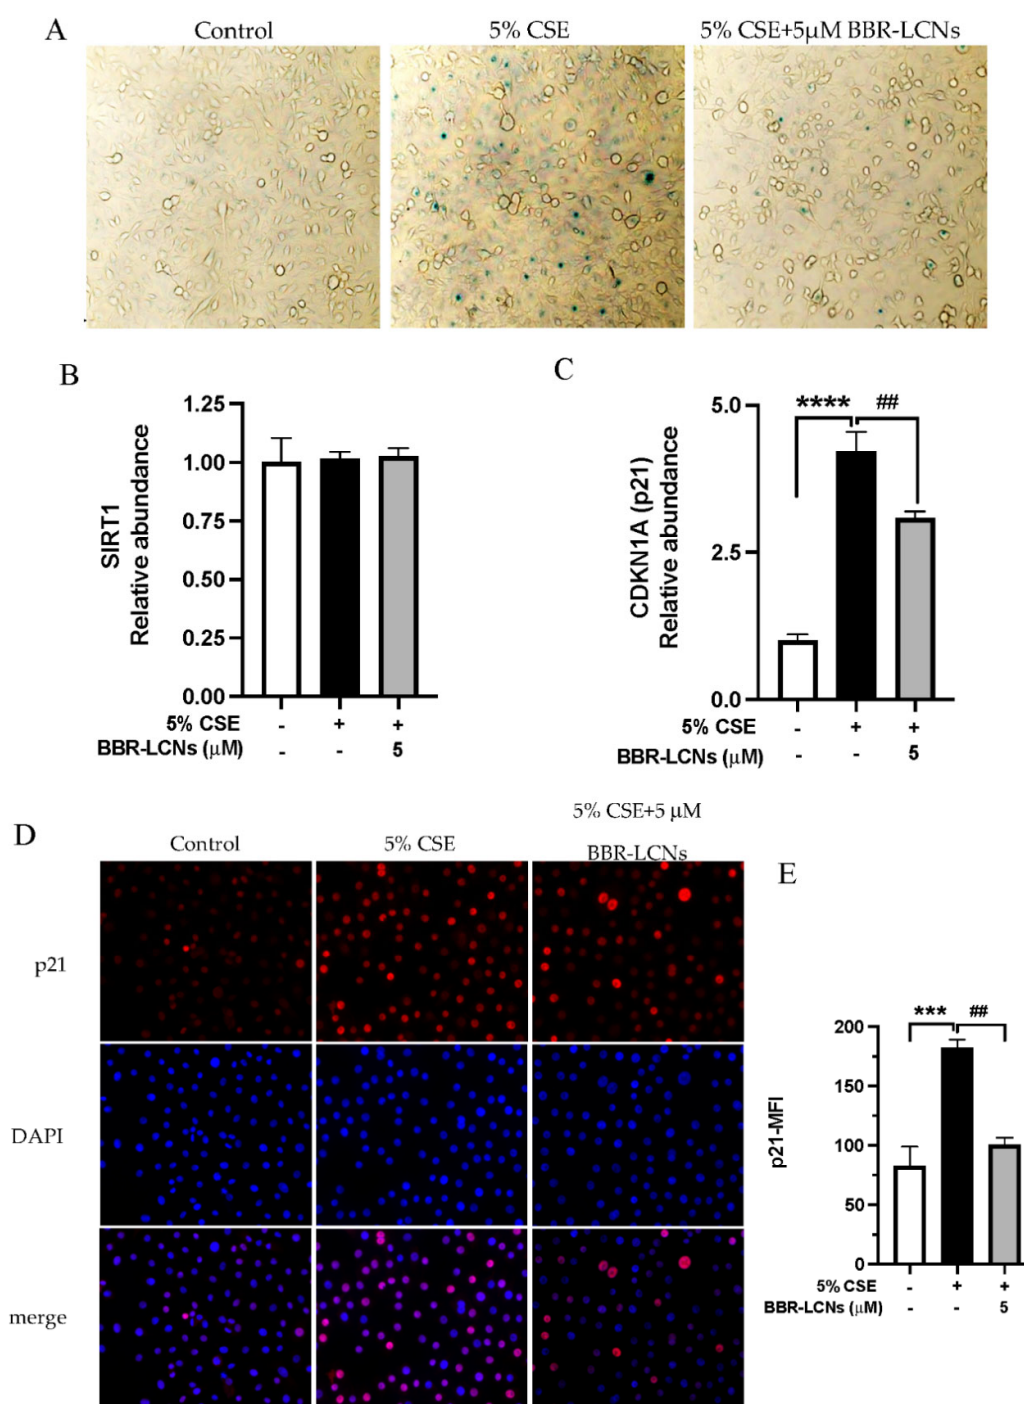 A
Control
5% CSE
5% CSE+5µM BBR-LCNs
B
SIRT1
Relative abundance
1.25
1.00
0.75
0.50
0.25
0.00
5% CSE - + +
BBR-LCNs (µM) - - 5
C
CDKN1A (p21)
Relative abundance
5.0
2.5
0.0
**** ##
5% CSE - + +
BBR-LCNs (µM) - - 5
D
Control
5% CSE
5% CSE+5 µM
BBR-LCNs
p21
DAPI
merge
E
p21-MFI
200
150
100
50
0
*** ##
5% CSE - + +
BBR-LCNs (µM) - - 5